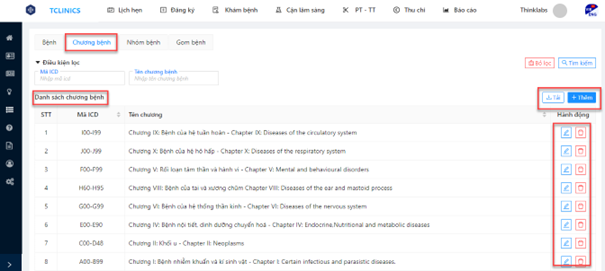 TCLINICS Lịch hẹn Đăng ký Khám bệnh Cận lâm sàng PT - TT Thu chi Báo cáo Thinklabs ENG
Bệnh Chương bệnh Nhóm bệnh Gom bệnh
Điều kiện lọc
Bỏ lọc Tìm kiếm
Mã ICD Tên chương bệnh
Nhập mã icd Nhập tên chương bệnh
Danh sách chương bệnh Tải + Thêm
STT Mã ICD Tên chương Hành động
1 J00-I99 Chương IX: Bệnh của hệ tuần hoàn - Chapter IX: Diseases of the circulatory system
2 J00-J99 Chương X: Bệnh của hệ hô hấp - Chapter X: Diseases of the respiratory system
3 F00-F99 Chương V: Rối loạn tâm thần và hành vi - Chapter V: Mental and behavioural disorders
4 H60-H95 Chương VIII: Bệnh của tai và xương chũm Chapter VIII: Diseases of the ear and mastoid process
5 G00-G99 Chương VI: Bệnh của hệ thống thần kinh - Chapter VI: Diseases of the nervous system
6 E00-E90 Chương IV: Bệnh nội tiết, dinh dưỡng chuyển hoá - Chapter IV: Endocrine,Nutritional and metabolic diseases
7 C00-D48 Chương II: Khối u - Chapter II: Neoplasms
8 A00-B99 Chương I: Bệnh nhiễm khuẩn và kí sinh vật - Chapter I: Certain infectious and parasistic diseases.